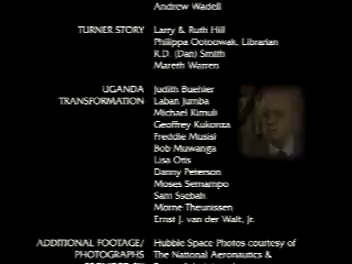 Andrew Wadell
TURNER STORY Larry & Ruth Hill
Philippa Ootoowak, Librarian
R.D. (Dan) Smith
Mareth Warren
UGANDA Judith Buehler
TRANSFORMATION Laban Jumba
Michael Kimuli
Geoffrey Kukonza
Freddie Musisi
Bob Muwanga
Lisa Otis
Danny Peterson
Moses Semampo
Sam Ssebah
Morne Theunissen
Ernst J. van der Walt, Jr.
ADDITIONAL FOOTAGE/ Hubble Space Photos courtesy of
PHOTOGRAPHS The National Aeronautics &